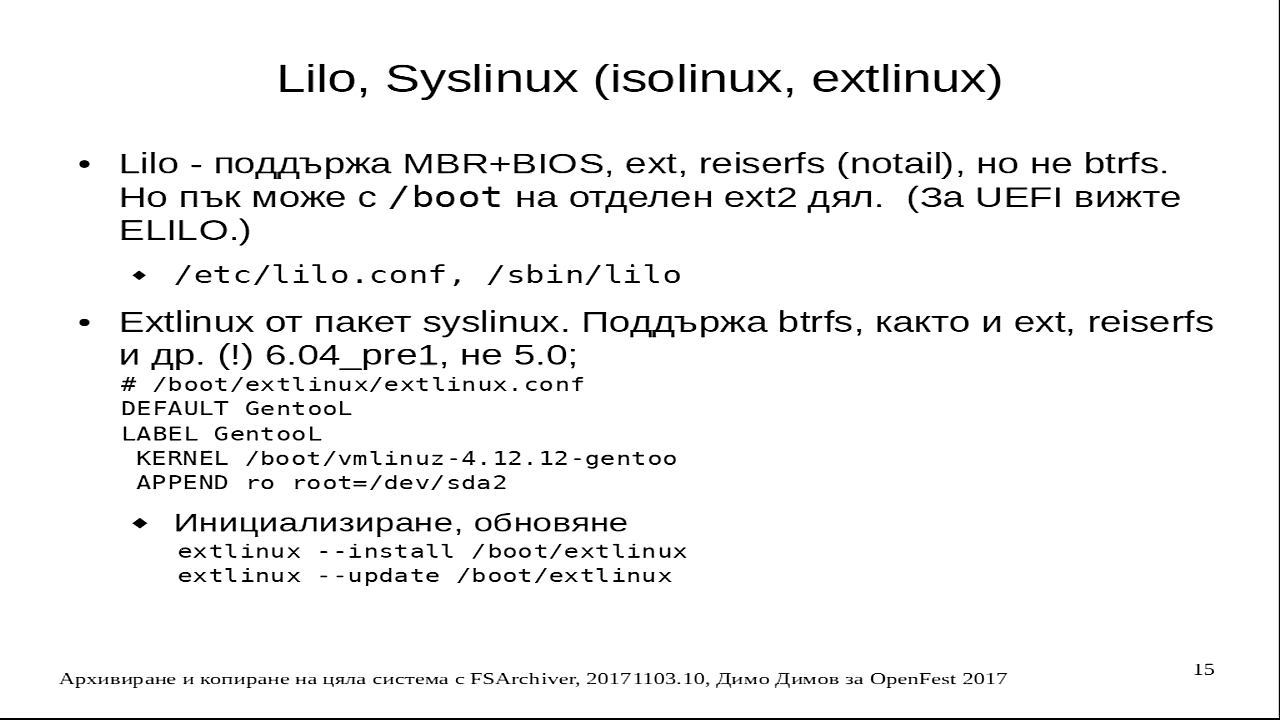 Lilo, Syslinux (isolinux, extlinux)
• Lilo - поддържа MBR+BIOS, ext, reiserfs (notail), но не btrfs.
Но пък може с /boot на отделен ext2 дял.  (За UEFI вижте
ELILO.)
◆ /etc/lilo.conf, /sbin/lilo
• Extlinux от пакет syslinux. Поддържа btrfs, както и ext, reiserfs
и др. (!) 6.04_pre1, не 5.0;
# /boot/extlinux/extlinux.conf
DEFAULT GentooL
LABEL GentooL
 KERNEL /boot/vmlinuz-4.12.12-gentoo
 APPEND ro root=/dev/sda2
◆ Инициализиране, обновяне
extlinux --install /boot/extlinux
extlinux --update /boot/extlinux
Архивиране и копиране на цяла система с FSArchiver, 20171103.10, Димо Димов за OpenFest 2017
15